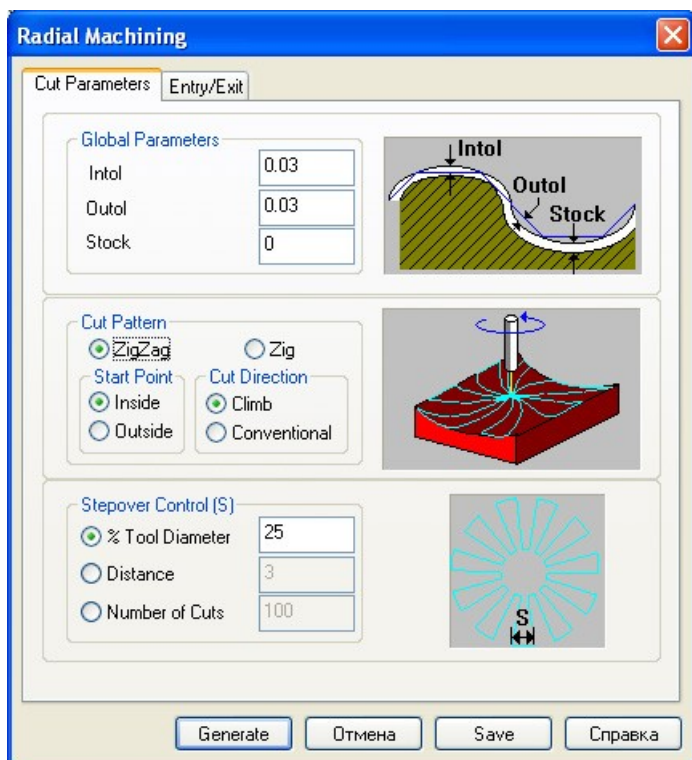 Radial Machining
Cut Parameters Entry/Exit
Global Parameters
Intol 0.03
Outol 0.03
Stock 0
Intol
Outol
Stock
Cut Pattern
ZigZag Zig
Start Point Cut Direction
Inside Climb
Outside Conventional
Stepover Control (S)
% Tool Diameter 25
Distance 3
Number of Cuts 100
S
Generate Отмена Save Справка